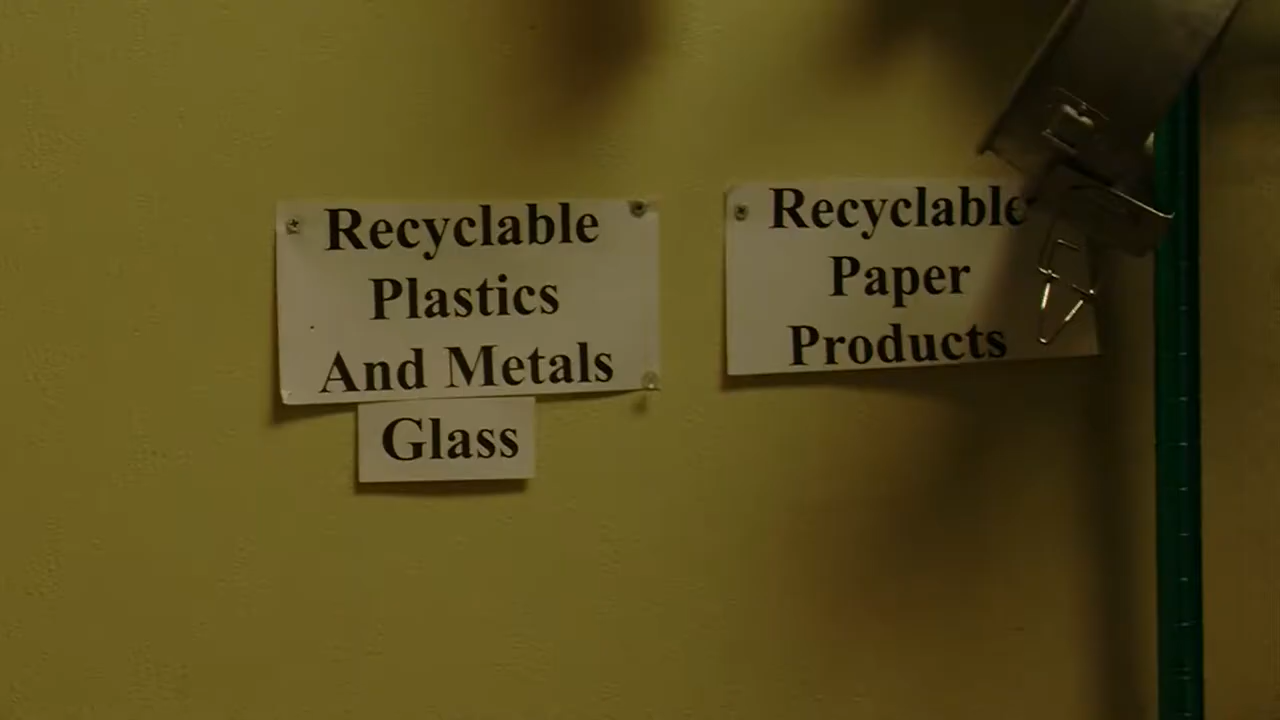 Recyclable
Plastics
And Metals
Glass
Recyclable
Paper
Products